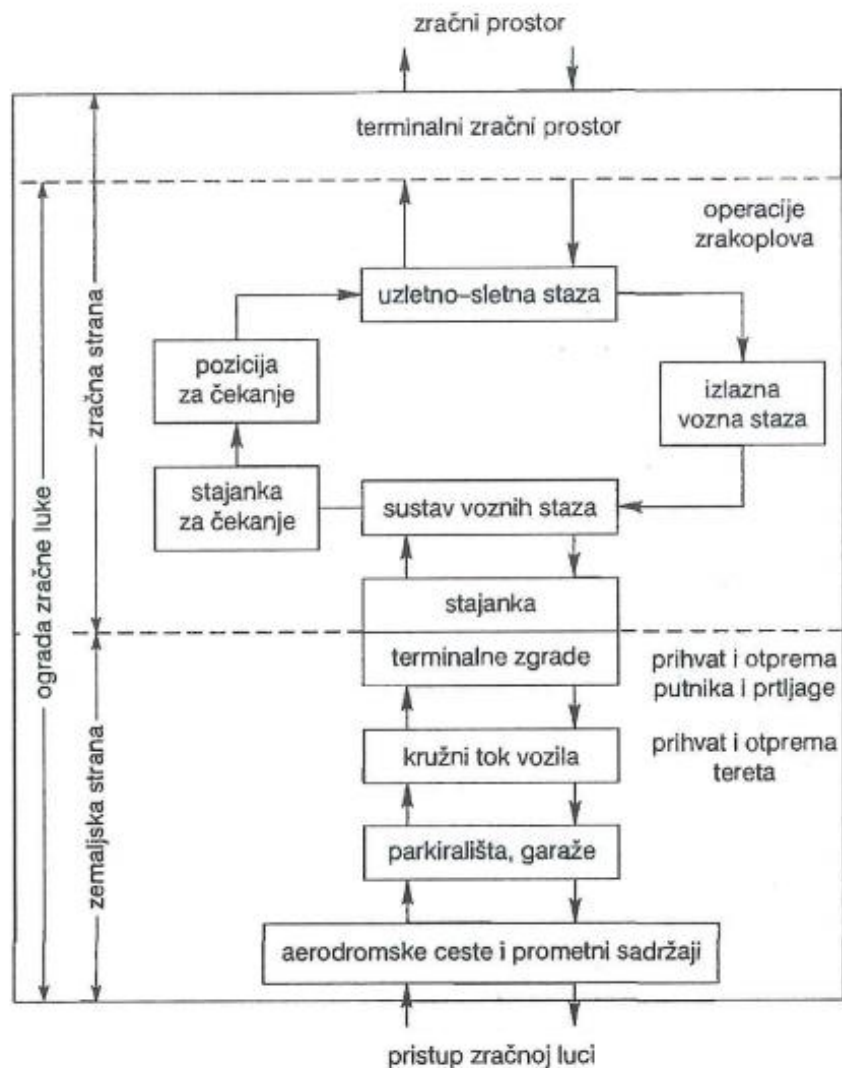 zračni prostor
terminalni zračni prostor
operacije
zrakoplova
uzletno–sletna staza
pozicija
za čekanje
izlazna
vozna staza
stajanka
za čekanje
sustav voznih staza
stajanka
terminalne zgrade
prihvat i otprema
putnika i prtljage
kružni tok vozila
prihvat i otprema
tereta
parkirališta, garaže
aerodromske ceste i prometni sadržaji
pristup zračnoj luci
ograda zračne luke
zračna strana
zemaljska strana